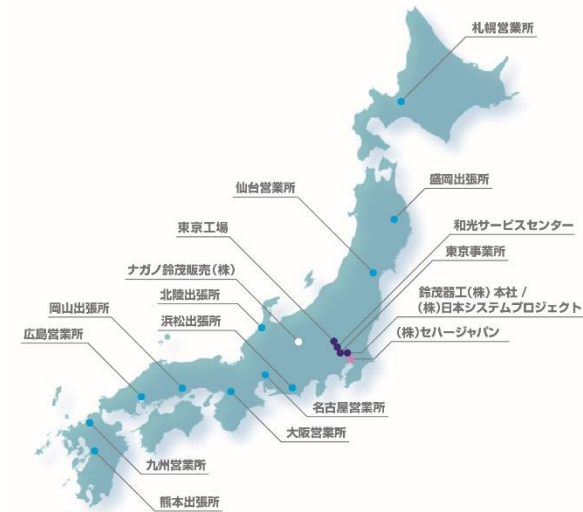 札幌営業所
仙台営業所
盛岡出張所
東京工場
和光サービスセンター
東京事業所
ナガノ鈴茂販売(株)
北陸出張所
鈴茂器工(株) 本社 /
(株)日本システムプロジェクト
岡山出張所
浜松出張所
広島営業所
(株)セハージャパン
名古屋営業所
大阪営業所
九州営業所
熊本出張所